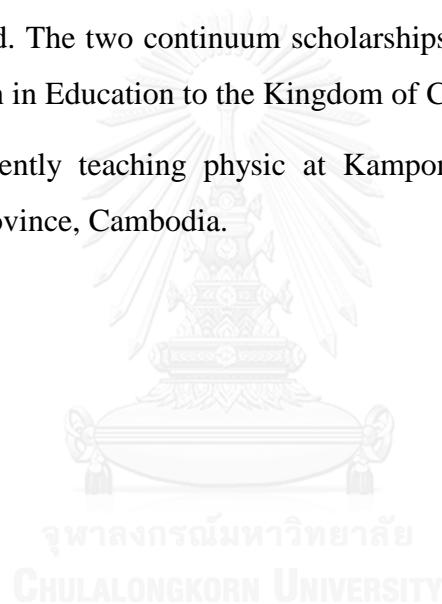 d. The two continuum scholarships
n in Education to the Kingdom of C
ently teaching physic at Kampon
ovince, Cambodia.
จุฬาลงกรณ์มหาวิทยาลัย
CHULALONGKORN UNIVERSITY